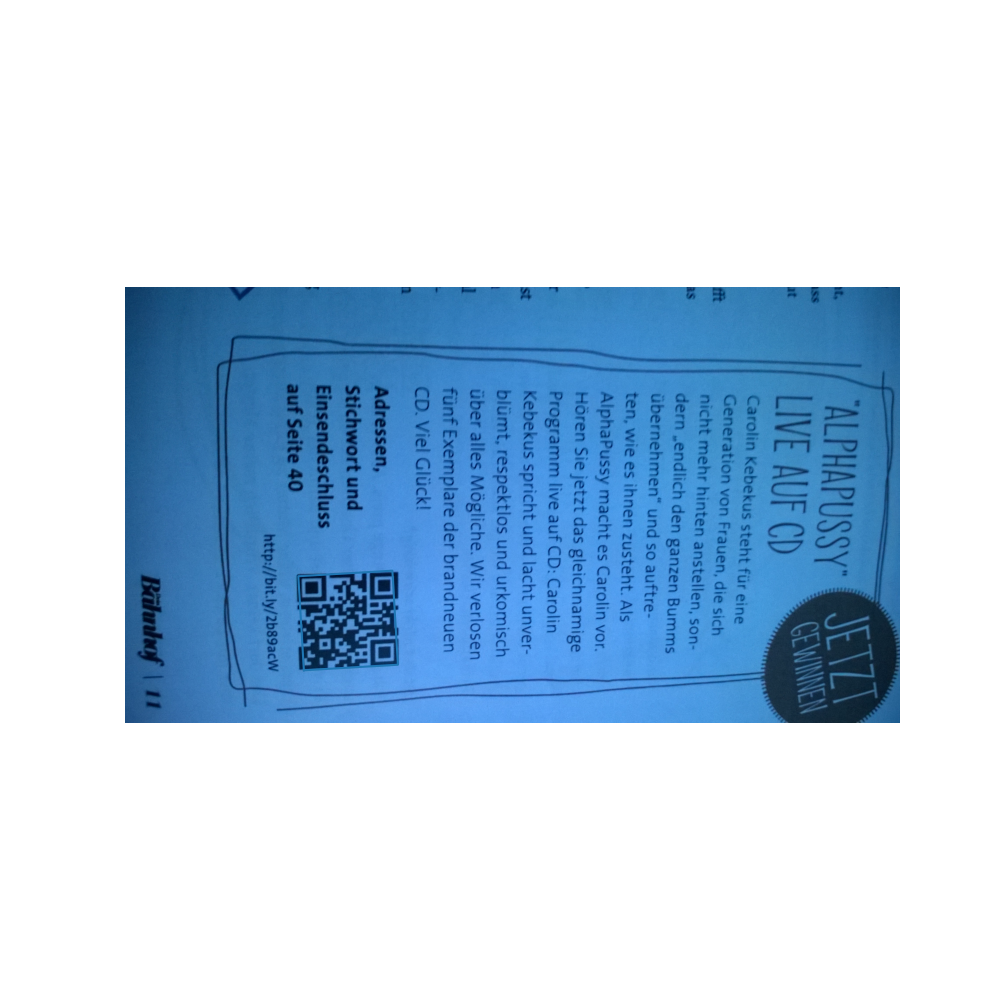 "ALPHAPUSSY"
LIVE AUF CD
JETZT
GEWINNEN
Carolin Kebekus steht für eine
Generation von Frauen, die sich
nicht mehr hinten anstellen, son-
dern „endlich den ganzen Bumms
übernehmen“ und so auftre-
ten, wie es ihnen zusteht. Als
AlphaPussy macht es Carolin vor.
Hören Sie jetzt das gleichnamige
Programm live auf CD: Carolin
Kebekus spricht und lacht unver-
blümt, respektlos und urkomisch
über alles Mögliche. Wir verlosen
fünf Exemplare der brandneuen
CD. Viel Glück!
Adressen,
Stichwort und
Einsendeschluss
auf Seite 40
http://bit.ly/2b89acW
Bähnhof | 11